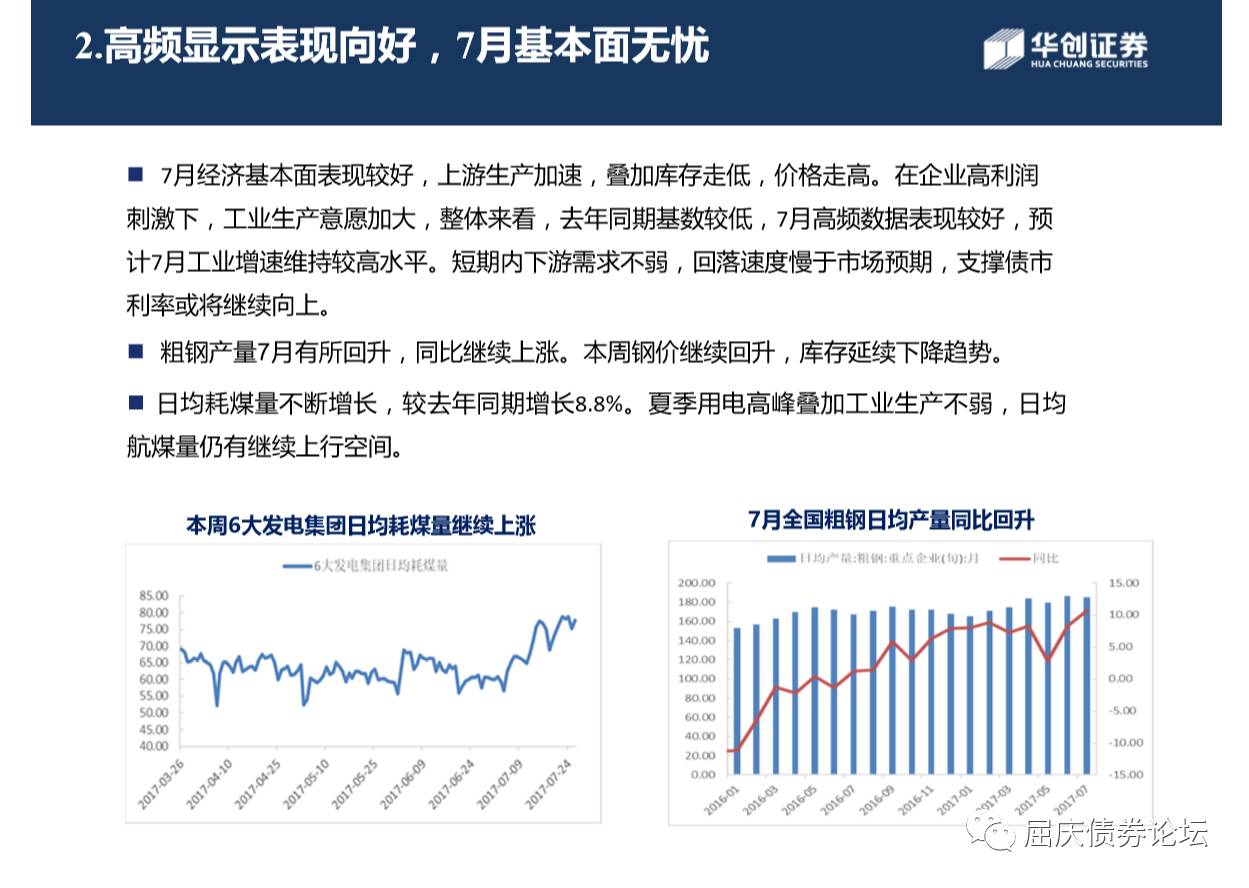 2.高频显示表现向好，7月基本面无忧
华创证券
HUA CHUANG SECURITIES
■ 7月经济基本面表现较好，上游生产加速，叠加库存走低，价格走高。在企业高利润
刺激下，工业生产意愿加大，整体来看，去年同期基数较低，7月高频数据表现较好，预
计7月工业增速维持较高水平。短期内下游需求不弱，回落速度慢于市场预期，支撑债市
利率或将继续向上。
■ 粗钢产量7月有所回升，同比继续上涨。本周钢价继续回升，库存延续下降趋势。
■ 日均耗煤量不断增长，较去年同期增长8.8%。夏季用电高峰叠加工业生产不弱，日均
航煤量仍有继续上行空间。
本周6大发电集团日均耗煤量继续上涨
6大发电集团日均耗煤量
85.00
80.00
75.00
70.00
65.00
60.00
55.00
50.00
45.00
40.00
2017-03-26
2017-04-10
2017-04-25
2017-05-10
2017-05-25
2017-06-09
2017-06-24
2017-07-09
2017-07-24
7月全国粗钢日均产量同比回升
日均产量:粗钢:重点企业(旬):月
同比
200.00
180.00
160.00
140.00
120.00
100.00
80.00
60.00
40.00
20.00
0.00
15.00
10.00
5.00
0.00
-5.00
-10.00
-15.00
2016-01
2016-03
2016-05
2016-07
2016-09
2016-11
2017-01
2017-03
2017-05
2017-07
屈庆债券论坛